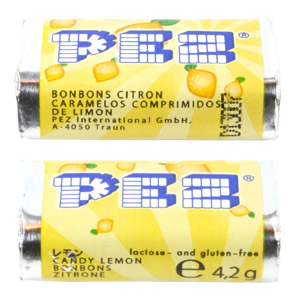 PEZ ®
BONBONS CITRON
CARAMELOS COMPRIMIDOS
DE LIMON
PEZ International GmbH,
A-4050 Traun
PEZ ®
レモン lactose- and gluten-free
CANDY LEMON
BONBONS
ZITRONE
℮ 4,2g